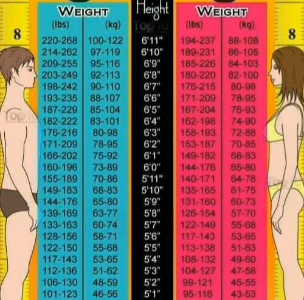 Height
WEIGHT WEIGHT
(lbs) (kg) (lbs) (kg)
8 8
220-268 100-122 6'11" 194-237 88-108
214-262 97-119 6'10" 189-231 86-105
209-255 95-116 6'9" 185-226 84-103
203-249 92-113 6'8" 180-220 82-100
198-242 90-110 6'7" 176-215 80-98
193-235 88-107 6'6" 171-209 78-95
187-229 85-104 6'5" 167-204 75-93
182-222 83-101 6'4" 162-198 74-90
176-216 80-98 6'3" 158-193 72-88
171-209 78-95 6'2" 153-187 70-85
166-202 75-92 6'1" 149-182 68-83
160-196 73-89 6'0" 144-176 65-80
155-189 70-86 5'11" 140-171 64-78
149-183 68-83 5'10" 135-165 61-75
144-176 65-80 5'9" 131-160 60-73
139-169 63-77 5'8" 126-154 57-70
133-163 60-74 5'7" 122-149 55-68
128-156 58-71 5'6" 117-143 53-65
122-150 55-68 5'5" 113-138 51-63
117-143 53-65 5'4" 108-132 49-60
112-136 51-62 5'3" 104-127 47-58
106-130 48-59 5'2" 99-121 45-55
101-123 46-56 5'1" 95-116 43-53